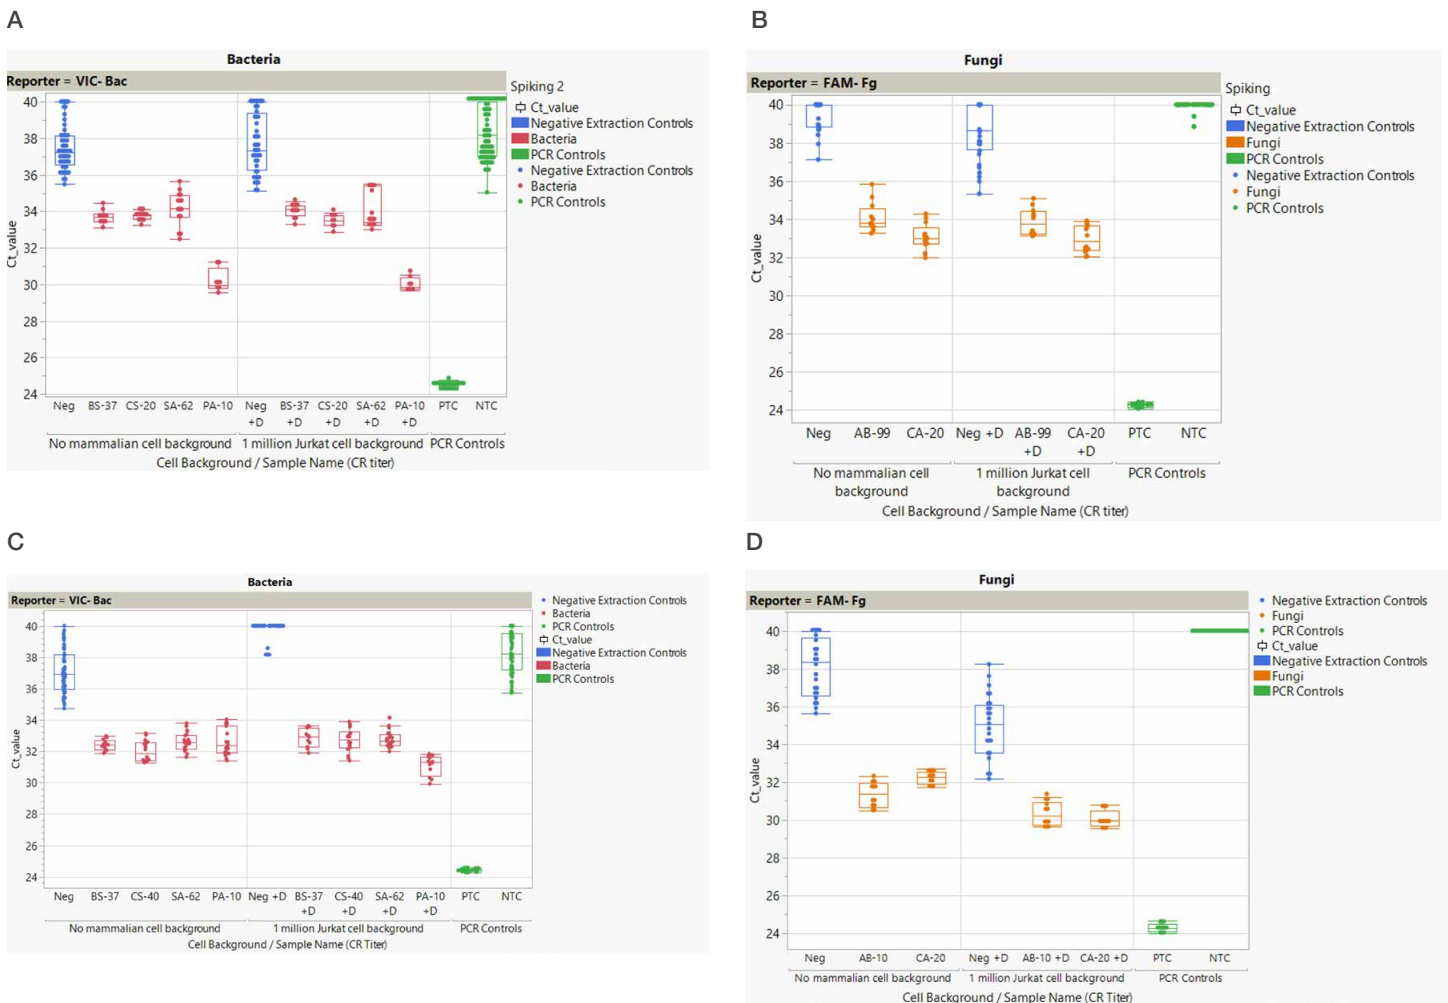 A
Bacteria
Reporter = VIC- Bac
Ct_value
40
38
36
34
32
30
28
26
24
Neg BS-37 CS-20 SA-62 PA-10 Neg +D BS-37 +D CS-20 +D SA-62 +D PA-10 +D PTC NTC
No mammalian cell background 1 million Jurkat cell background PCR Controls
Cell Background / Sample Name (CR titer)
Spiking 2
Ct_value
Negative Extraction Controls
Bacteria
PCR Controls
Negative Extraction Controls
Bacteria
PCR Controls
B
Fungi
Reporter = FAM- Fg
Ct_value
40
38
36
34
32
30
28
26
24
Neg AB-99 CA-20 Neg +D AB-99 +D CA-20 +D PTC NTC
No mammalian cell background 1 million Jurkat cell background PCR Controls
Cell Background / Sample Name (CR titer)
Spiking
Ct_value
Negative Extraction Controls
Fungi
PCR Controls
Negative Extraction Controls
Fungi
PCR Controls
C
Bacteria
Reporter = VIC- Bac
Ct_value
40
38
36
34
32
30
28
26
24
Neg BS-37 CS-40 SA-62 PA-10 Neg +D BS-37 +D CS-40 +D SA-62 +D PA-10 +D PTC NTC
No mammalian cell background 1 million Jurkat cell background PCR Controls
Cell Background / Sample Name (CR Titer)
Negative Extraction Controls
Bacteria
PCR Controls
Ct_value
Negative Extraction Controls
Bacteria
PCR Controls
D
Fungi
Reporter = FAM- Fg
Ct_value
40
38
36
34
32
30
28
26
24
Neg AB-10 CA-20 Neg +D AB-10 +D CA-20 +D PTC NTC
No mammalian cell background 1 million Jurkat cell background PCR Controls
Cell Background / Sample Name (CR Titer)
Negative Extraction Controls
Fungi
PCR Controls
Ct_value
Negative Extraction Controls
Fungi
PCR Controls